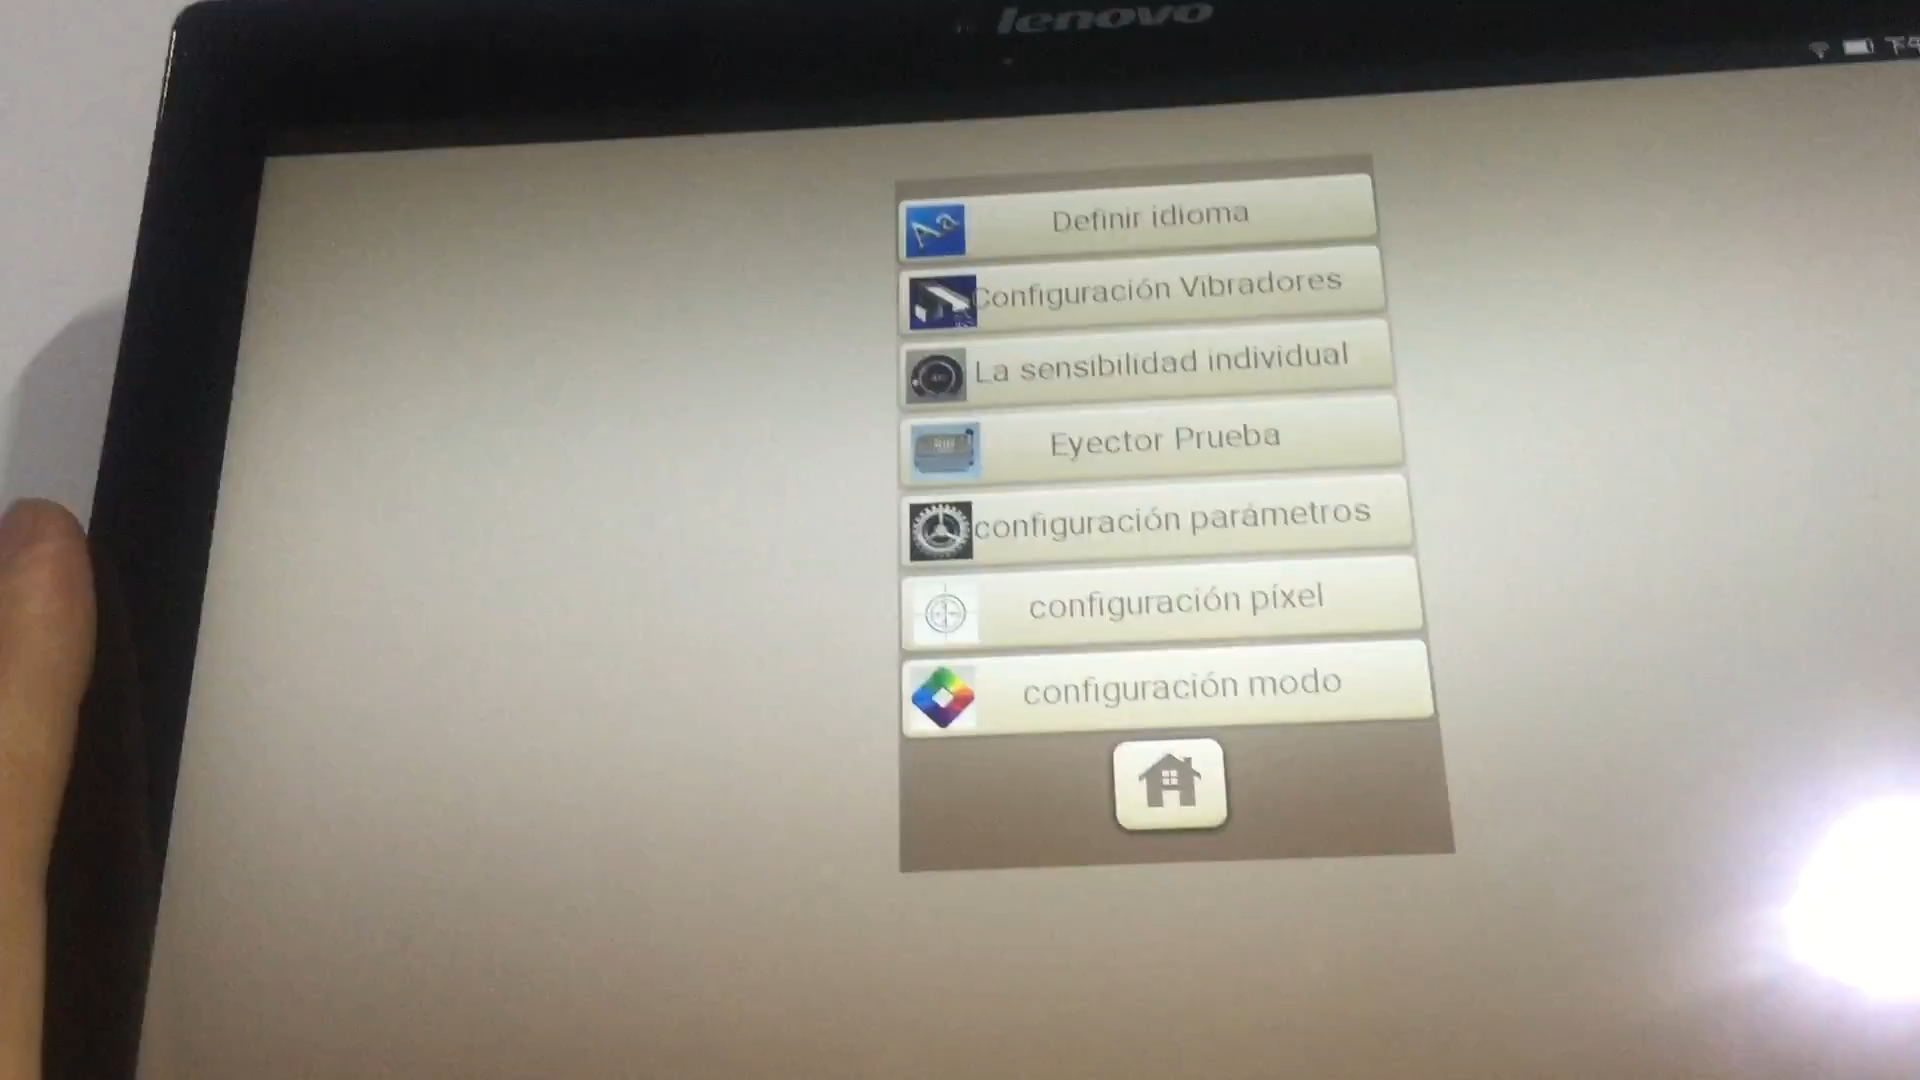 lenovo
Definir idioma
Configuración Vibradores
La sensibilidad individual
Eyector Prueba
configuración parámetros
configuración píxel
configuración modo